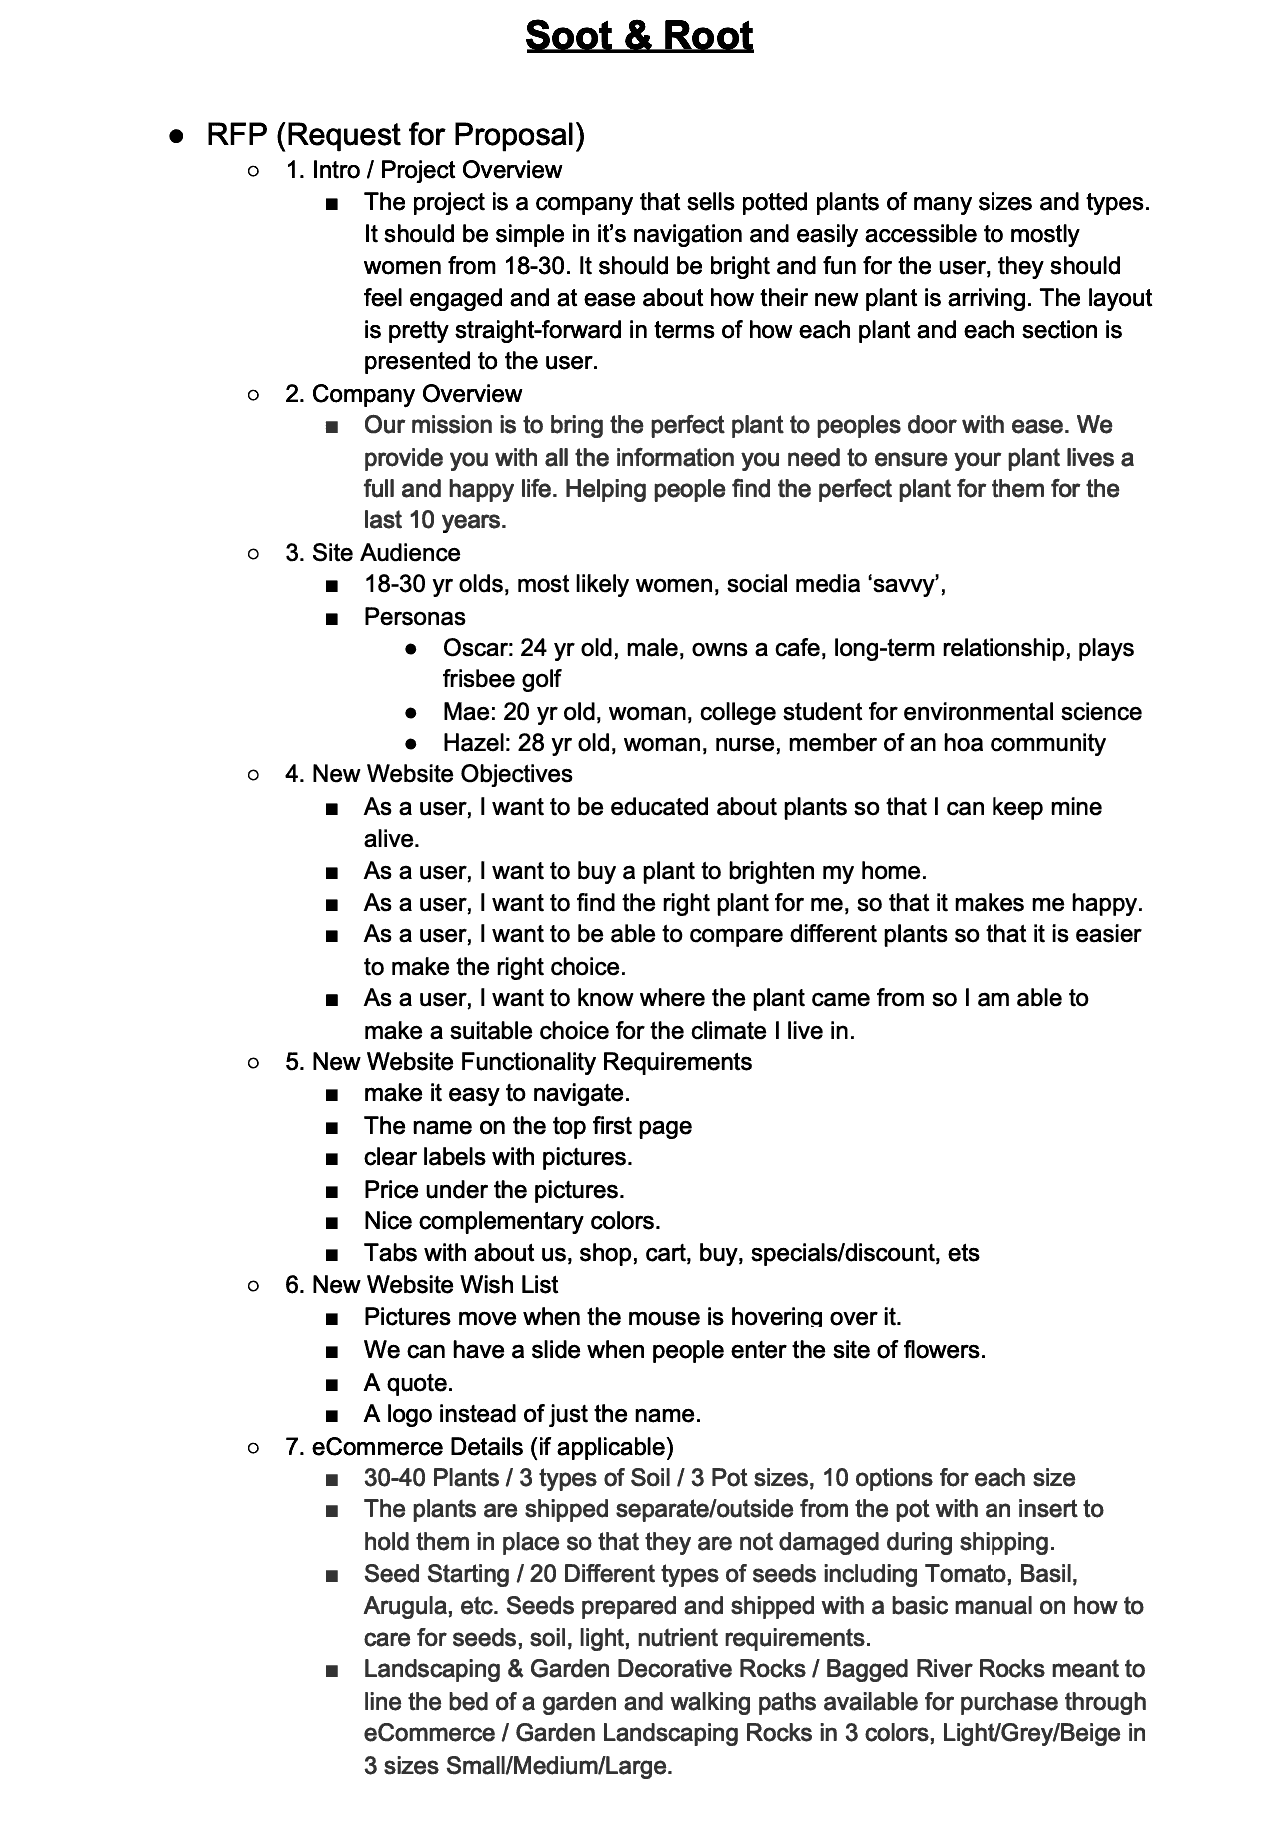 Soot & Root
● RFP (Request for Proposal)
○ 1. Intro / Project Overview
■ The project is a company that sells potted plants of many sizes and types.
It should be simple in it’s navigation and easily accessible to mostly
women from 18-30. It should be bright and fun for the user, they should
feel engaged and at ease about how their new plant is arriving. The layout
is pretty straight-forward in terms of how each plant and each section is
presented to the user.
○ 2. Company Overview
■ Our mission is to bring the perfect plant to peoples door with ease. We
provide you with all the information you need to ensure your plant lives a
full and happy life. Helping people find the perfect plant for them for the
last 10 years.
○ 3. Site Audience
■ 18-30 yr olds, most likely women, social media ‘savvy’,
■ Personas
● Oscar: 24 yr old, male, owns a cafe, long-term relationship, plays
frisbee golf
● Mae: 20 yr old, woman, college student for environmental science
● Hazel: 28 yr old, woman, nurse, member of an hoa community
○ 4. New Website Objectives
■ As a user, I want to be educated about plants so that I can keep mine
alive.
■ As a user, I want to buy a plant to brighten my home.
■ As a user, I want to find the right plant for me, so that it makes me happy.
■ As a user, I want to be able to compare different plants so that it is easier
to make the right choice.
■ As a user, I want to know where the plant came from so I am able to
make a suitable choice for the climate I live in.
○ 5. New Website Functionality Requirements
■ make it easy to navigate.
■ The name on the top first page
■ clear labels with pictures.
■ Price under the pictures.
■ Nice complementary colors.
■ Tabs with about us, shop, cart, buy, specials/discount, ets
○ 6. New Website Wish List
■ Pictures move when the mouse is hovering over it.
■ We can have a slide when people enter the site of flowers.
■ A quote.
■ A logo instead of just the name.
○ 7. eCommerce Details (if applicable)
■ 30-40 Plants / 3 types of Soil / 3 Pot sizes, 10 options for each size
■ The plants are shipped separate/outside from the pot with an insert to
hold them in place so that they are not damaged during shipping.
■ Seed Starting / 20 Different types of seeds including Tomato, Basil,
Arugula, etc. Seeds prepared and shipped with a basic manual on how to
care for seeds, soil, light, nutrient requirements.
■ Landscaping & Garden Decorative Rocks / Bagged River Rocks meant to
line the bed of a garden and walking paths available for purchase through
eCommerce / Garden Landscaping Rocks in 3 colors, Light/Grey/Beige in
3 sizes Small/Medium/Large.